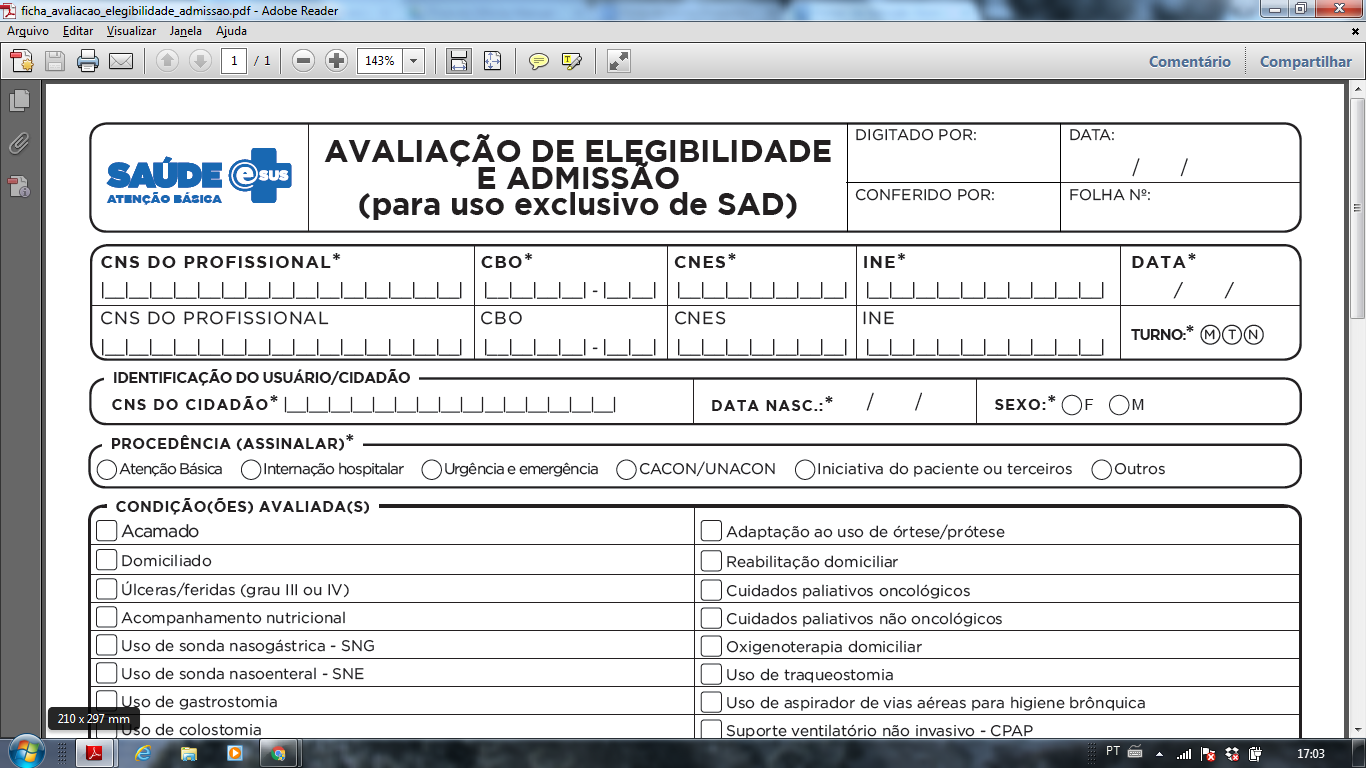 ficha_avaliacao_elegibilidade_admissao.pdf - Adobe Reader
Arquivo Editar Visualizar Janela Ajuda
1 / 1 143% Comentário Compartilhar
SAÚDE e SUS
ATENÇÃO BÁSICA
AVALIAÇÃO DE ELEGIBILIDADE
E ADMISSÃO
(para uso exclusivo de SAD)
DIGITADO POR:
DATA:
/ /
CONFERIDO POR:
FOLHA Nº:
CNS DO PROFISSIONAL* CBO* CNES* INE* DATA*
- / /
CNS DO PROFISSIONAL CBO CNES INE
- TURNO:* M T N
IDENTIFICAÇÃO DO USUÁRIO/CIDADÃO
CNS DO CIDADÃO* DATA NASC.:* / / SEXO:* F M
PROCEDÊNCIA (ASSINALAR)*
Atenção Básica Internação hospitalar Urgência e emergência CACON/UNACON Iniciativa do paciente ou terceiros Outros
CONDIÇÃO(ÕES) AVALIADA(S)
Acamado Adaptação ao uso de órtese/prótese
Domiciliado Reabilitação domiciliar
Úlceras/feridas (grau III ou IV) Cuidados paliativos oncológicos
Acompanhamento nutricional Cuidados paliativos não oncológicos
Uso de sonda nasogástrica - SNG Oxigenoterapia domiciliar
Uso de sonda nasoenteral - SNE Uso de traqueostomia
Uso de gastrostomia Uso de aspirador de vias aéreas para higiene brônquica
210 x 297 mm
Uso de colostomia Suporte ventilatório não invasivo - CPAP
PT 17:03